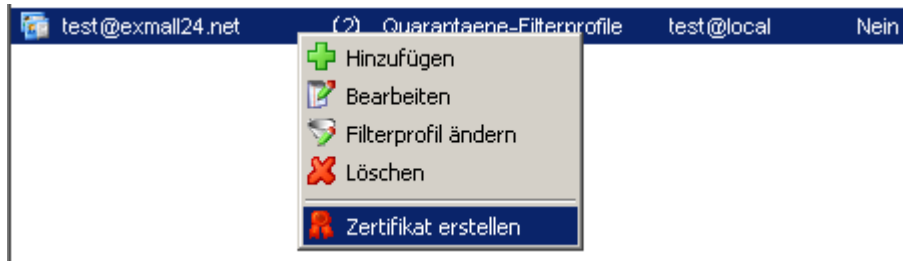 test@exmall24.net (2) Quarantaene-Filterprofile test@local Nein
Hinzufügen
Bearbeiten
Filterprofil ändern
Löschen
Zertifikat erstellen